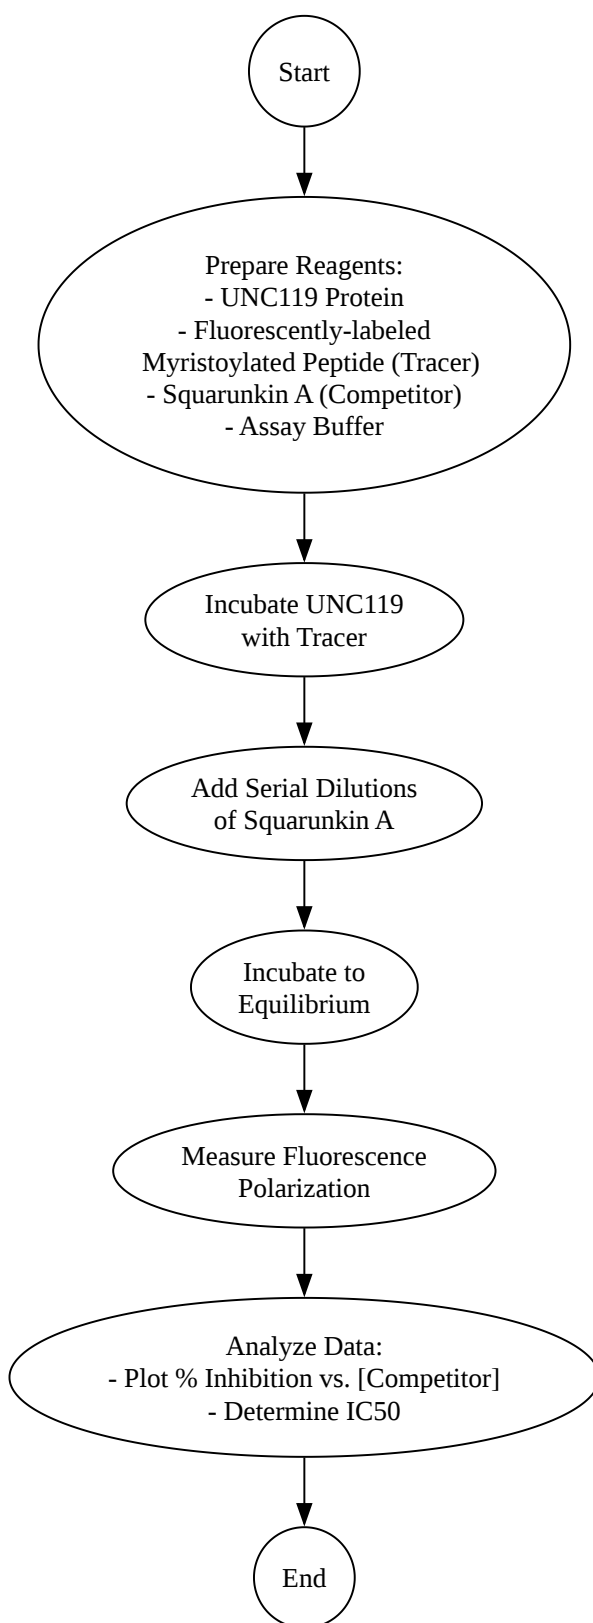 Start
Prepare Reagents:
- UNC119 Protein
- Fluorescently-labeled
Myristoylated Peptide (Tracer)
- Squarunkin A (Competitor)
- Assay Buffer
Incubate UNC119
with Tracer
Add Serial Dilutions
of Squarunkin A
Incubate to
Equilibrium
Measure Fluorescence
Polarization
Analyze Data:
- Plot % Inhibition vs. [Competitor]
- Determine IC50
End